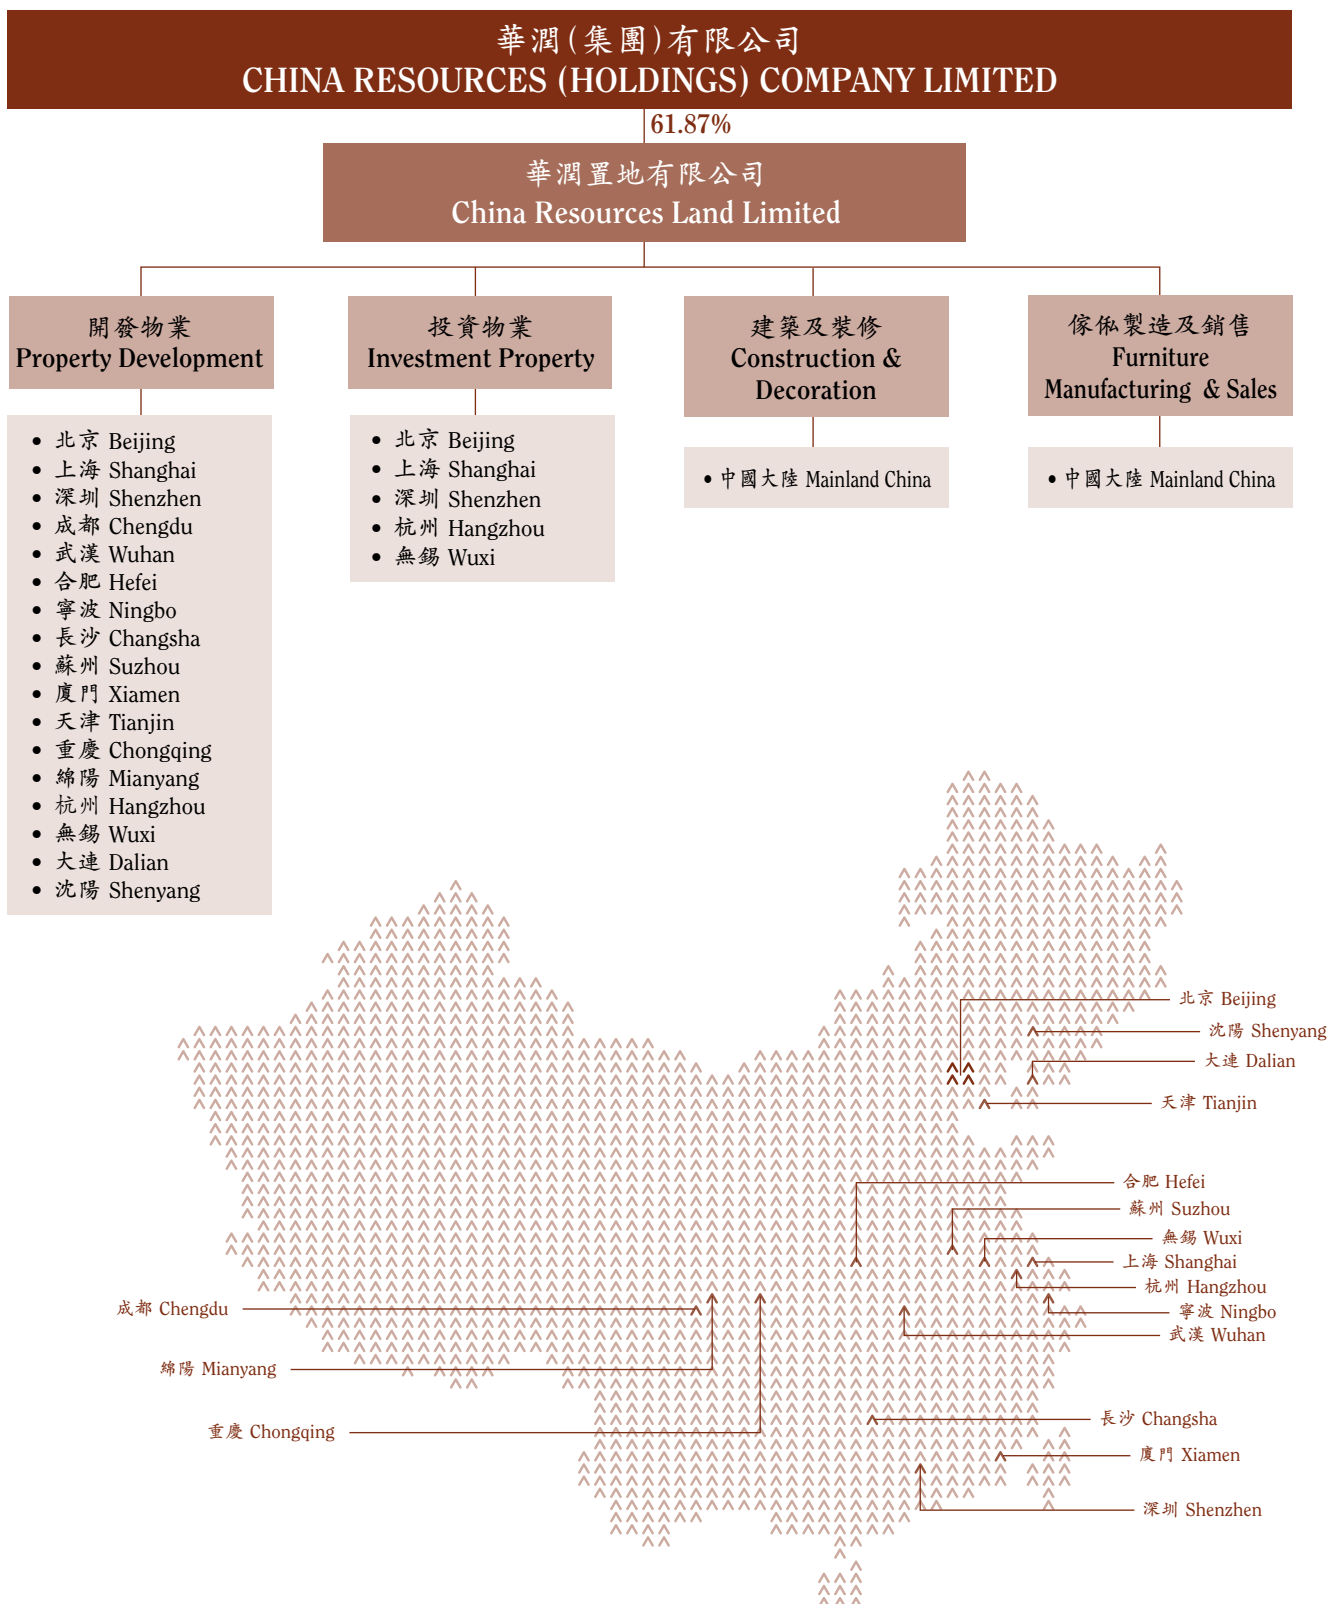 華潤(集團)有限公司
CHINA RESOURCES (HOLDINGS) COMPANY LIMITED
61.87%
華潤置地有限公司
China Resources Land Limited
開發物業
Property Development
• 北京 Beijing
• 上海 Shanghai
• 深圳 Shenzhen
• 成都 Chengdu
• 武漢 Wuhan
• 合肥 Hefei
• 寧波 Ningbo
• 長沙 Changsha
• 蘇州 Suzhou
• 廈門 Xiamen
• 天津 Tianjin
• 重慶 Chongqing
• 綿陽 Mianyang
• 杭州 Hangzhou
• 無錫 Wuxi
• 大連 Dalian
• 沈陽 Shenyang
投資物業
Investment Property
• 北京 Beijing
• 上海 Shanghai
• 深圳 Shenzhen
• 杭州 Hangzhou
• 無錫 Wuxi
建築及裝修
Construction &
Decoration
• 中國大陸 Mainland China
傢俬製造及銷售
Furniture
Manufacturing & Sales
• 中國大陸 Mainland China
北京 Beijing
沈陽 Shenyang
大連 Dalian
天津 Tianjin
合肥 Hefei
蘇州 Suzhou
無錫 Wuxi
上海 Shanghai
杭州 Hangzhou
成都 Chengdu
寧波 Ningbo
武漢 Wuhan
綿陽 Mianyang
長沙 Changsha
重慶 Chongqing
廈門 Xiamen
深圳 Shenzhen